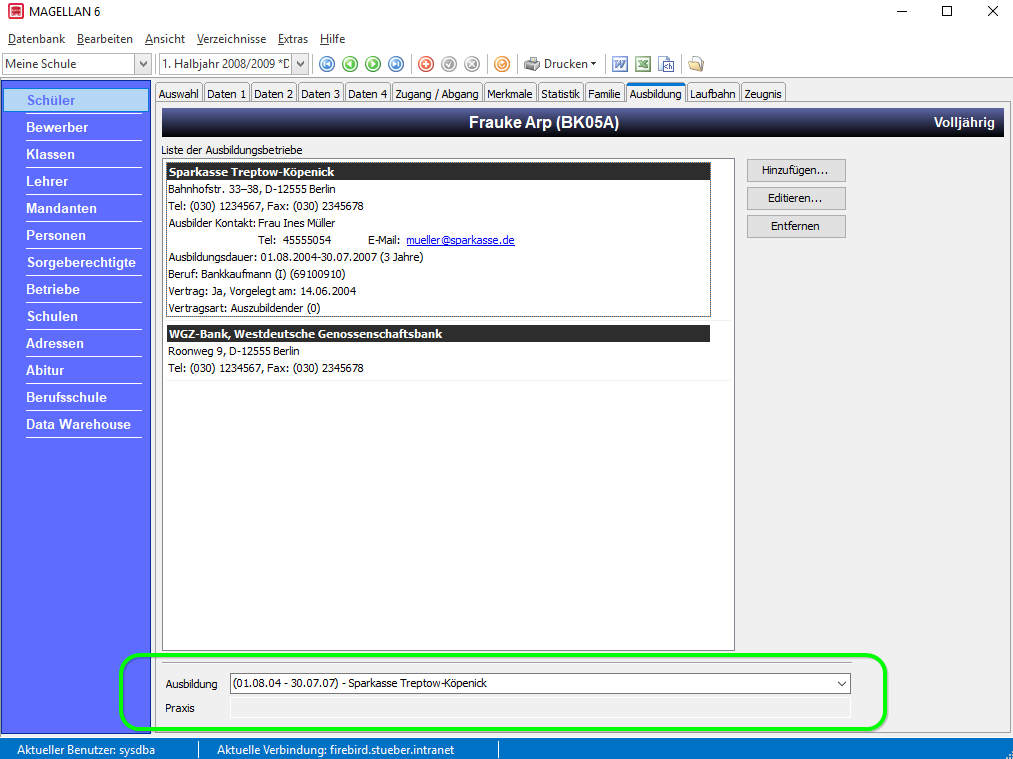 MAGELLAN 6
Datenbank Bearbeiten Ansicht Verzeichnisse Extras Hilfe
Meine Schule 1. Halbjahr 2008/2009 *D Drucken
Schüler
Bewerber
Klassen
Lehrer
Mandanten
Personen
Sorgeberechtigte
Betriebe
Schulen
Adressen
Abitur
Berufsschule
Data Warehouse
Auswahl Daten 1 Daten 2 Daten 3 Daten 4 Zugang / Abgang Merkmale Statistik Familie Ausbildung Laufbahn Zeugnis
Frauke Arp (BK05A) Volljährig
Liste der Ausbildungsbetriebe
Sparkasse Treptow-Köpenick
Bahnhofstr. 33–38, D-12555 Berlin
Tel: (030) 1234567, Fax: (030) 2345678
Ausbilder Kontakt: Frau Ines Müller
Tel: 45555054 E-Mail: mueller@sparkasse.de
Ausbildungsdauer: 01.08.2004-30.07.2007 (3 Jahre)
Beruf: Bankkaufmann (I) (69100910)
Vertrag: Ja, Vorgelegt am: 14.06.2004
Vertragsart: Auszubildender (0)
WGZ-Bank, Westdeutsche Genossenschaftsbank
Roonweg 9, D-12555 Berlin
Tel: (030) 1234567, Fax: (030) 2345678
Hinzufügen...
Editieren...
Entfernen
Ausbildung (01.08.04 - 30.07.07) - Sparkasse Treptow-Köpenick
Praxis
Aktueller Benutzer: sysdba Aktuelle Verbindung: firebird.stueber.intranet